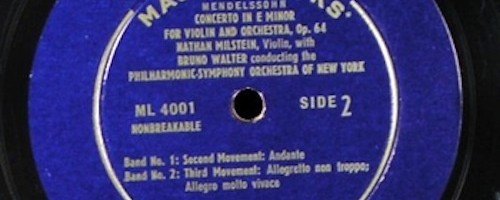 MENDELSSOHN
CONCERTO IN E MINOR
FOR VIOLIN AND ORCHESTRA, Op. 64
NATHAN MILSTEIN, Violin, with
BRUNO WALTER conducting the
PHILHARMONIC-SYMPHONY ORCHESTRA OF NEW YORK
ML 4001
SIDE 2
NONBREAKABLE
Band No. 1: Second Movement: Andante
Band No. 2: Third Movement: Allegretto non troppo;
Allegro molto vivace